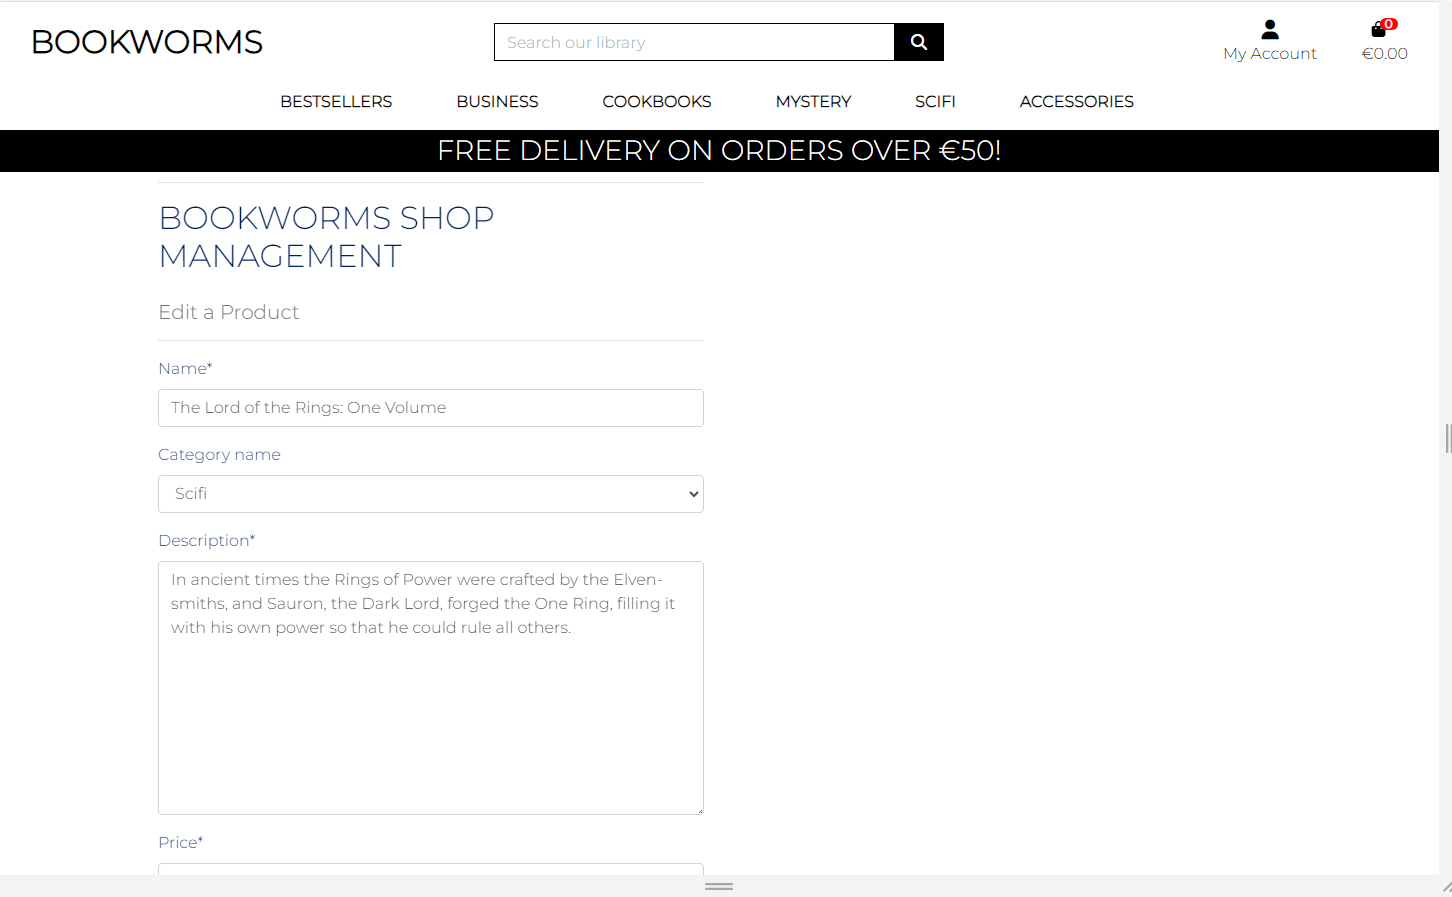 BOOKWORMS
Search our library
My Account
0
€0.00
BESTSELLERS
BUSINESS
COOKBOOKS
MYSTERY
SCIFI
ACCESSORIES
FREE DELIVERY ON ORDERS OVER €50!
BOOKWORMS SHOP
MANAGEMENT
Edit a Product
Name*
The Lord of the Rings: One Volume
Category name
Scifi
Description*
In ancient times the Rings of Power were crafted by the Elven-
smiths, and Sauron, the Dark Lord, forged the One Ring, filling it
with his own power so that he could rule all others.
Price*